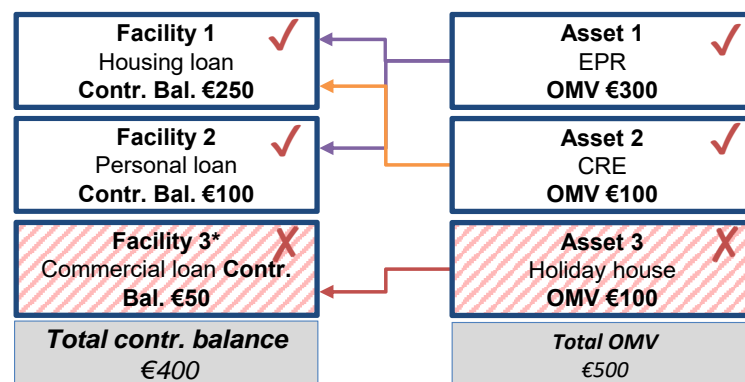 Facility 1
Housing loan
Contr. Bal. €250
Asset 1
EPR
OMV €300
Facility 2
Personal loan
Contr. Bal. €100
Asset 2
CRE
OMV €100
Facility 3*
Commercial loan Contr.
Bal. €50
Asset 3
Holiday house
OMV €100
Total contr. balance
€400
Total OMV
€500